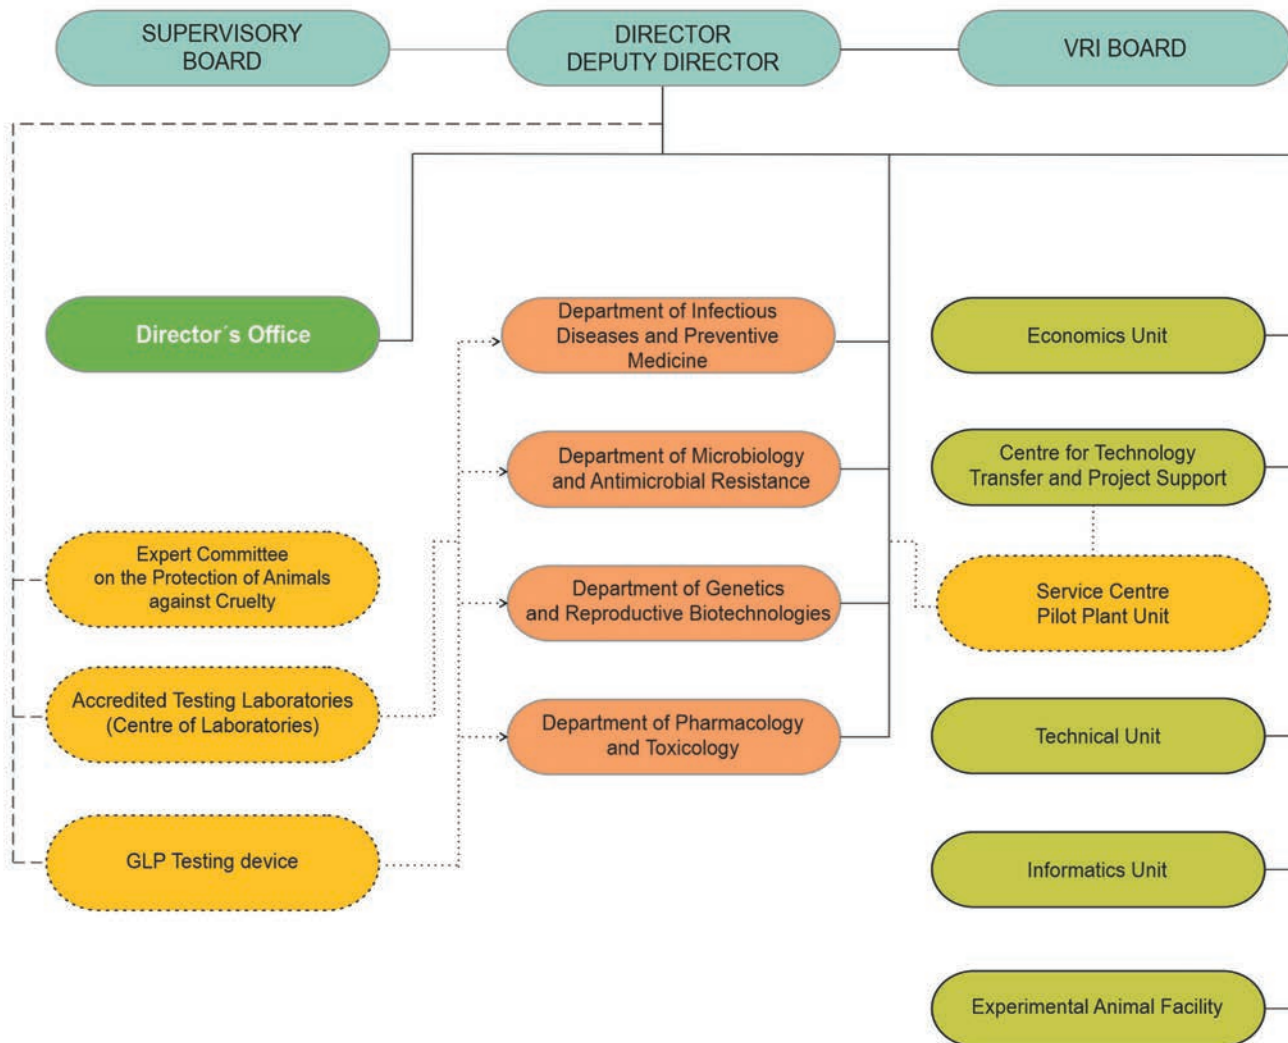 SUPERVISORY
BOARD
DIRECTOR
DEPUTY DIRECTOR
VRI BOARD
Director´s Office
Department of Infectious
Diseases and Preventive
Medicine
Economics Unit
Department of Microbiology
and Antimicrobial Resistance
Centre for Technology
Transfer and Project Support
Expert Committee
on the Protection of Animals
against Cruelty
Department of Genetics
and Reproductive Biotechnologies
Service Centre
Pilot Plant Unit
Accredited Testing Laboratories
(Centre of Laboratories)
Department of Pharmacology
and Toxicology
Technical Unit
GLP Testing device
Informatics Unit
Experimental Animal Facility